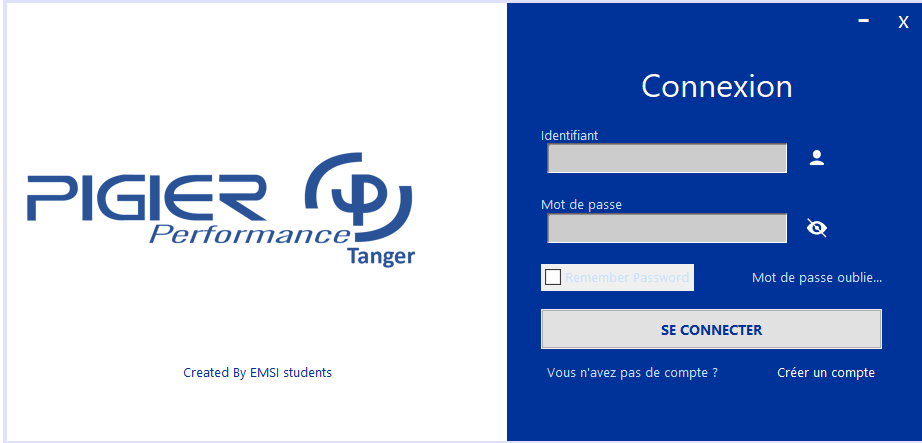 X
Connexion
Identifiant
Mot de passe
PIGIER
Performance
Tanger
Remember Password
Mot de passe oublie...
SE CONNECTER
Created By EMSI students
Vous n'avez pas de compte ?
Créer un compte